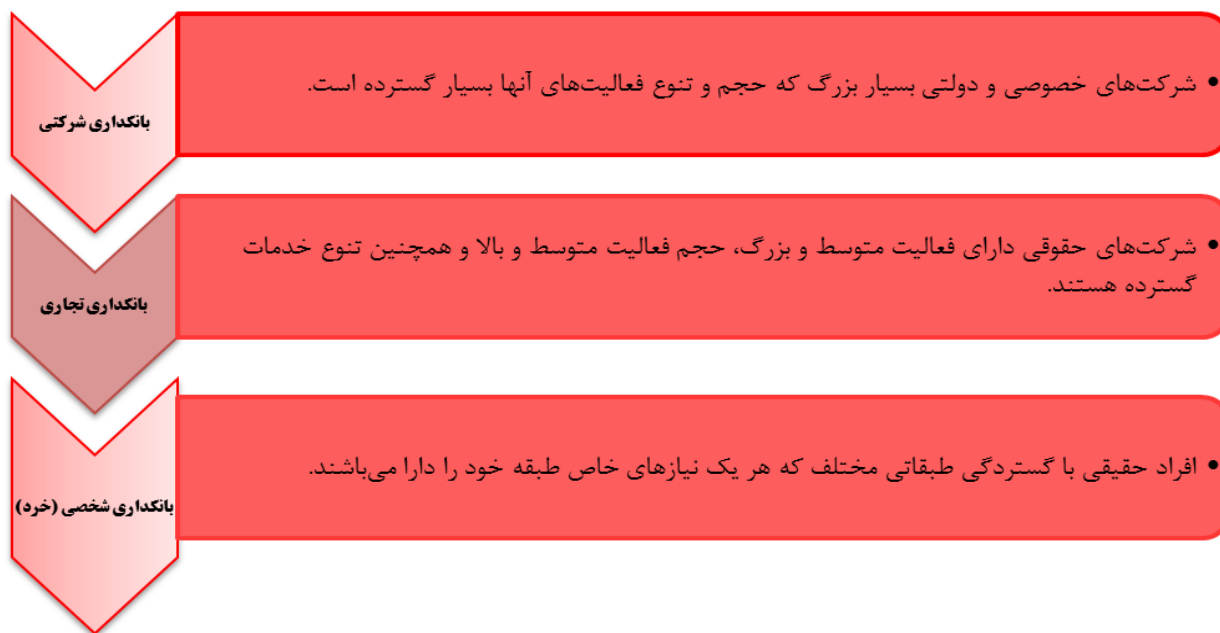 بانکداری شرکتی
• شرکت‌های خصوصی و دولتی بسیار بزرگ که حجم و تنوع فعالیت‌های آنها بسیار گسترده است.
بانکداری تجاری
• شرکت‌های حقوقی دارای فعالیت متوسط و بزرگ، حجم فعالیت متوسط و بالا و همچنین تنوع خدمات
گسترده هستند.
بانکداری شخصی (خرد)
• افراد حقیقی با گستردگی طبقاتی مختلف که هر یک نیازهای خاص طبقه خود را دارا می‌باشند.